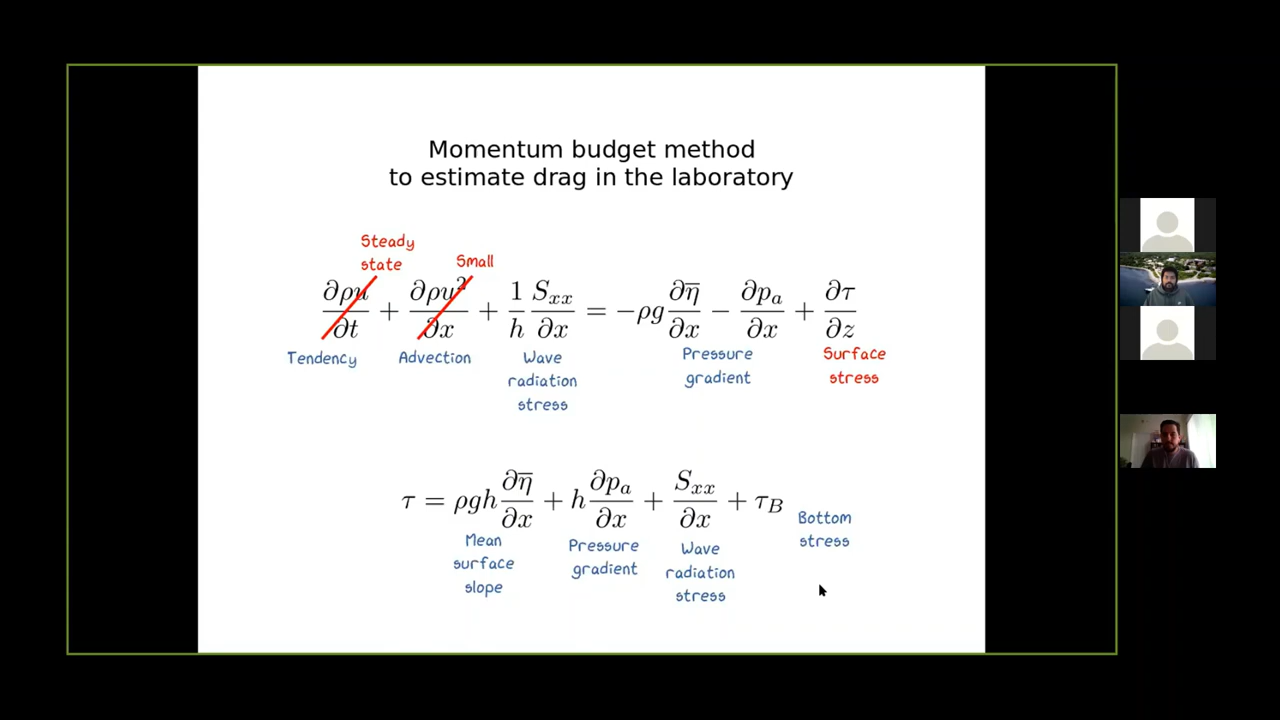 Momentum budget method
to estimate drag in the laboratory
Steady
state
Small
∂ρu/∂t + ∂ρu²/∂x + 1/h S_xx/∂x = −ρg ∂η̅/∂x − ∂p_a/∂x + ∂τ/∂z
Tendency
Advection
Wave
radiation
stress
Pressure
gradient
Surface
stress
τ = ρgh ∂η̅/∂x + h ∂p_a/∂x + S_xx/∂x + τ_B
Mean
surface
slope
Pressure
gradient
Wave
radiation
stress
Bottom
stress